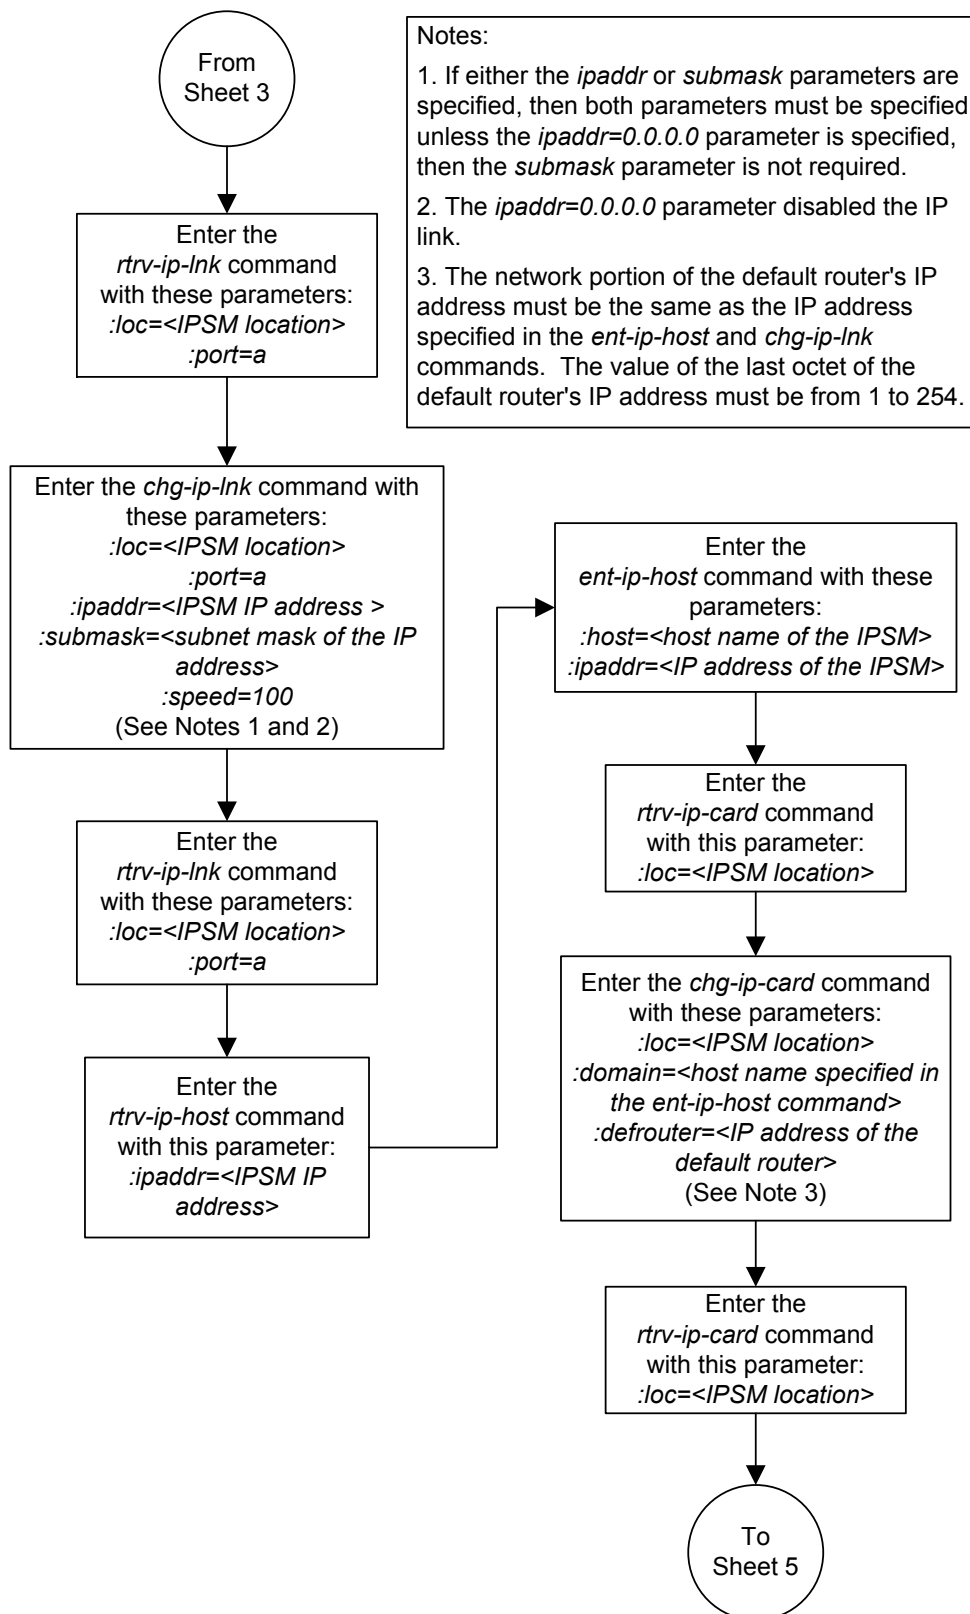 From
Sheet 3
Notes:
1. If either the ipaddr or submask parameters are
specified, then both parameters must be specified
unless the ipaddr=0.0.0.0 parameter is specified,
then the submask parameter is not required.
2. The ipaddr=0.0.0.0 parameter disabled the IP
link.
3. The network portion of the default router's IP
address must be the same as the IP address
specified in the ent-ip-host and chg-ip-lnk
commands. The value of the last octet of the
default router's IP address must be from 1 to 254.
Enter the
rtrv-ip-lnk command
with these parameters:
:loc=<IPSM location>
:port=a
Enter the chg-ip-lnk command with
these parameters:
:loc=<IPSM location>
:port=a
:ipaddr=<IPSM IP address >
:submask=<subnet mask of the IP
address>
:speed=100
(See Notes 1 and 2)
Enter the
rtrv-ip-lnk command
with these parameters:
:loc=<IPSM location>
:port=a
Enter the
rtrv-ip-host command
with this parameter:
:ipaddr=<IPSM IP
address>
Enter the
ent-ip-host command with these
parameters:
:host=<host name of the IPSM>
:ipaddr=<IP address of the IPSM>
Enter the
rtrv-ip-card command
with this parameter:
:loc=<IPSM location>
Enter the chg-ip-card command
with these parameters:
:loc=<IPSM location>
:domain=<host name specified in
the ent-ip-host command>
:defrouter=<IP address of the
default router>
(See Note 3)
Enter the
rtrv-ip-card command
with this parameter:
:loc=<IPSM location>
To
Sheet 5